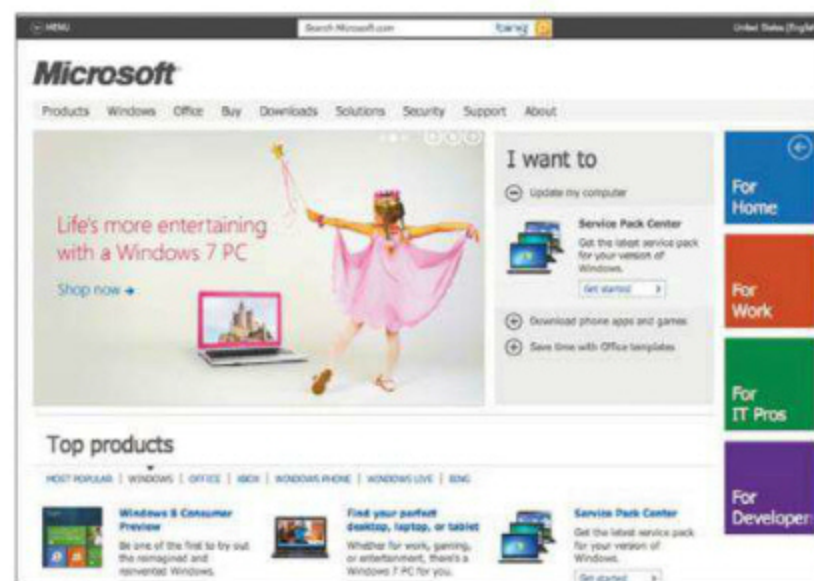 MENU
Search Microsoft.com
bing
United States (English
Microsoft
Products Windows Office Buy Downloads Solutions Security Support About
Life's more entertaining
with a Windows 7 PC
Shop now
I want to
Update my computer
Service Pack Center
Get the latest service pack
for your version of
Windows.
Get started
Download phone apps and games
Save time with Office templates
For
Home
For
Work
For
IT Pros
For
Developer
Top products
MOST POPULAR | WINDOWS | OFFICE | XBOX | WINDOWS PHONE | WINDOWS LIVE | BING
Windows 8 Consumer
Preview
Be one of the first to try out
the reimagined and
reinvented Windows.
Find your perfect
desktop, laptop, or tablet
Whether for work, gaming,
or entertainment, there's a
Windows 7 PC for you.
Service Pack Center
Get the latest service pack
for your version of
Windows.
Get started